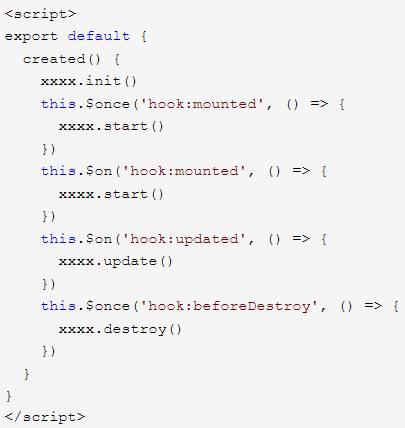 <script>
export default {
  created() {
    xxxx.init()
    this.$once('hook:mounted', () => {
      xxxx.start()
    })
    this.$on('hook:mounted', () => {
      xxxx.start()
    })
    this.$on('hook:updated', () => {
      xxxx.update()
    })
    this.$once('hook:beforeDestroy', () => {
      xxxx.destroy()
    })
  }
}
</script>